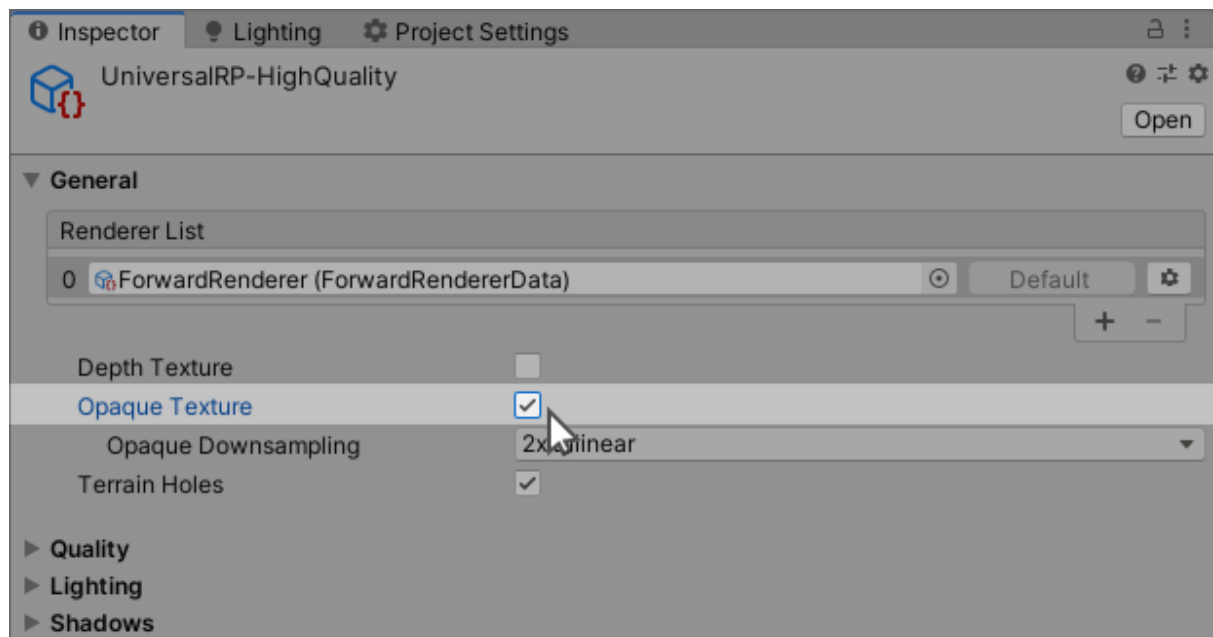 Inspector Lighting Project Settings
UniversalRP-HighQuality
Open
General
Renderer List
0 ForwardRenderer (ForwardRendererData) Default
+ −
Depth Texture
Opaque Texture
Opaque Downsampling 2x
Terrain Holes
Quality
Lighting
Shadows